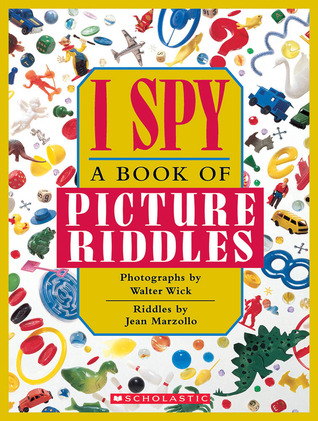 I SPY
A BOOK OF
PICTURE
RIDDLES
Photographs by
Walter Wick
Riddles by
Jean Marzollo
SCHOLASTIC